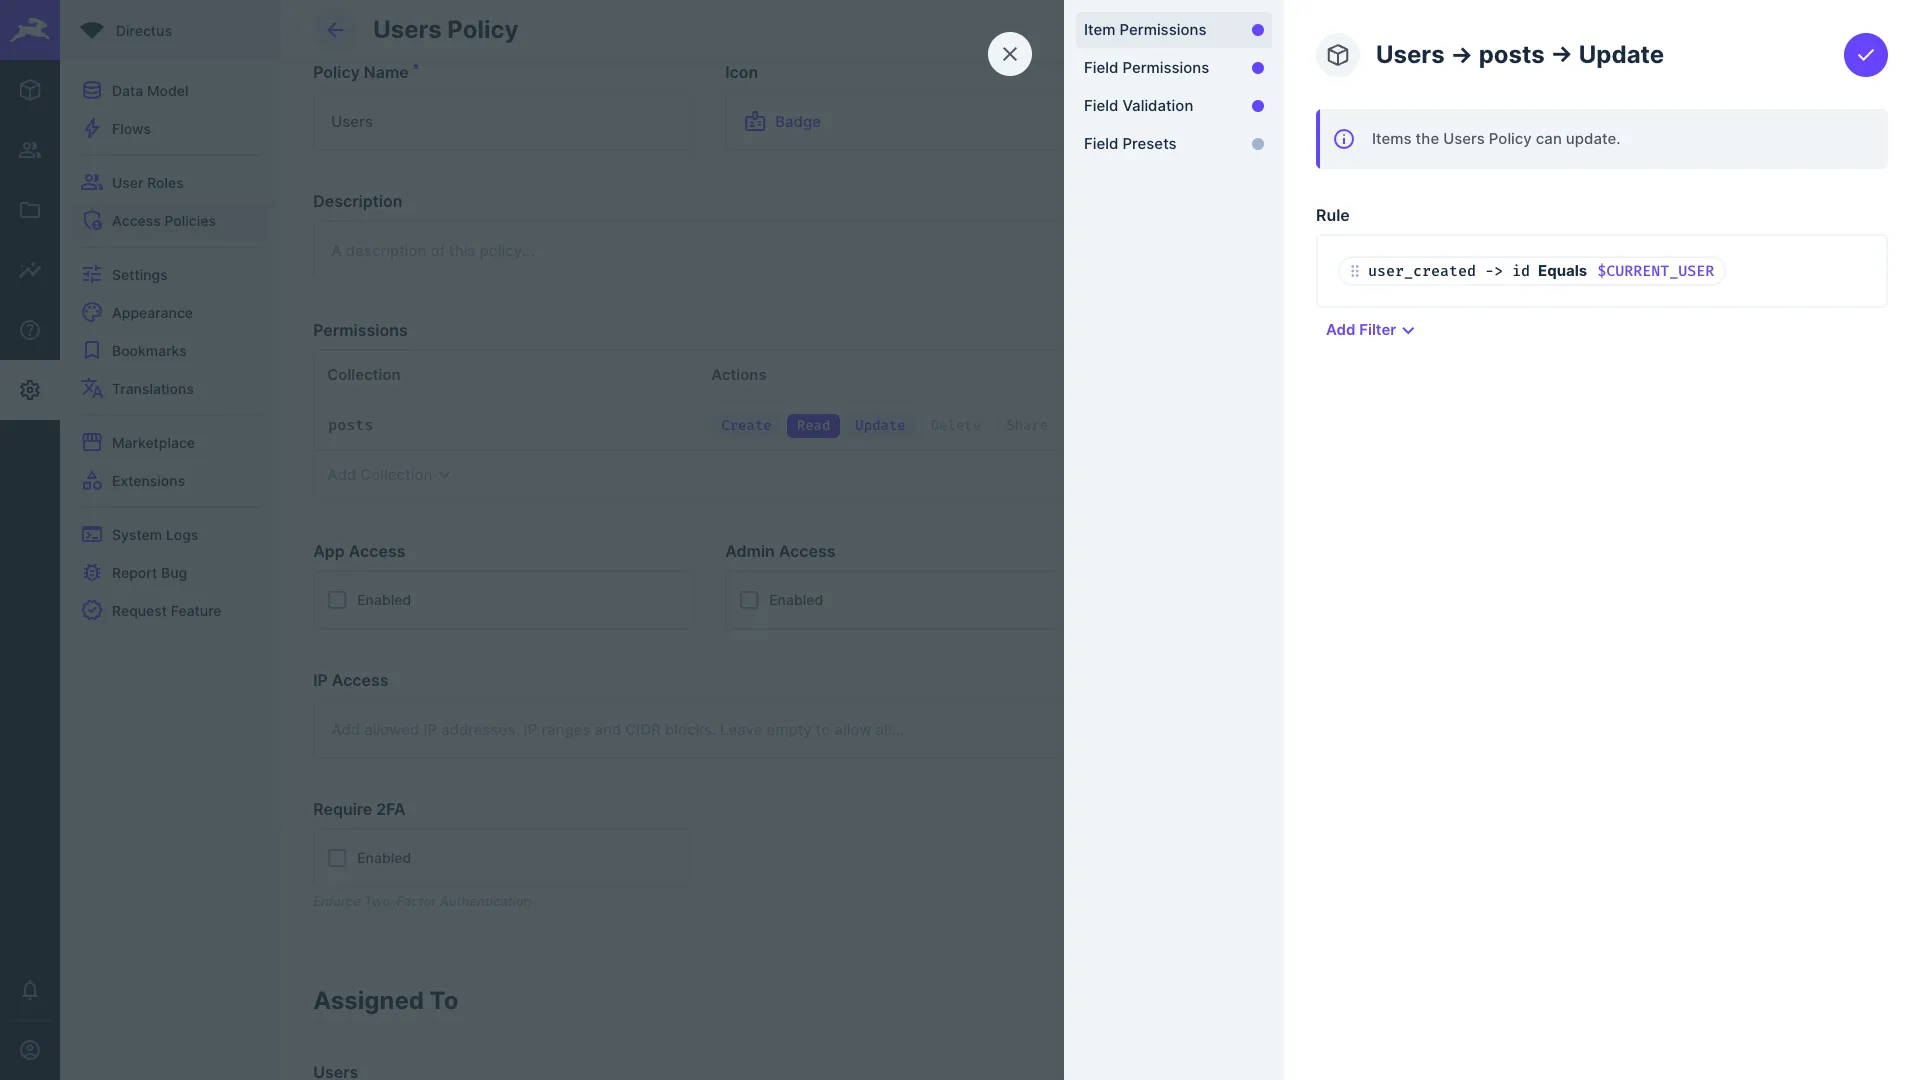 Directus
Data Model
Flows
User Roles
Access Policies
Settings
Appearance
Bookmarks
Translations
Marketplace
Extensions
System Logs
Report Bug
Request Feature
Users Policy
Policy Name *
Icon
Users
Badge
Description
A description of this policy...
Permissions
Collection
Actions
posts
Create Read Update Delete Share
Add Collection
App Access
Admin Access
Enabled
Enabled
IP Access
Add allowed IP addresses, IP ranges and CIDR blocks. Leave empty to allow all...
Require 2FA
Enabled
Enforce Two-Factor Authentication
Assigned To
Users
Item Permissions
Field Permissions
Field Validation
Field Presets
Users → posts → Update
Items the Users Policy can update.
Rule
user_created -> id Equals $CURRENT_USER
Add Filter